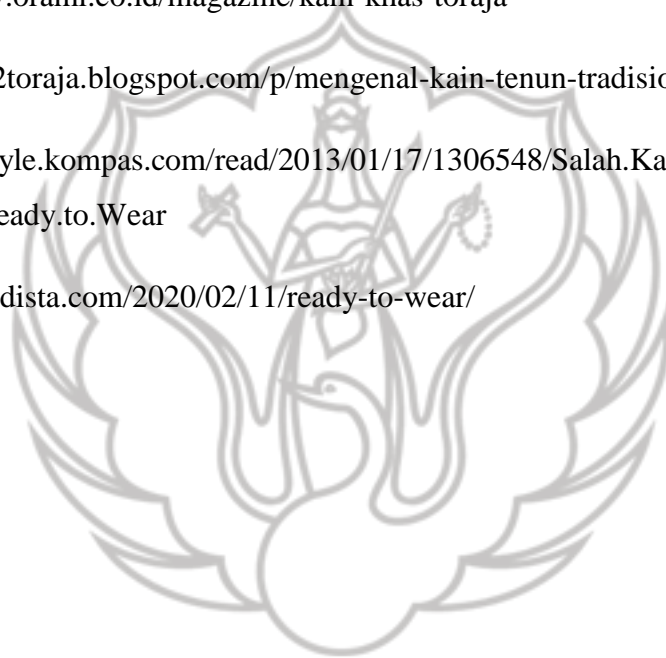 .orami.co.id/magazine/kain-khas-toraja
2toraja.blogspot.com/p/mengenal-kain-tenun-tradisio
yle.kompas.com/read/2013/01/17/1306548/Salah.Ka
eady.to.Wear
dista.com/2020/02/11/ready-to-wear/